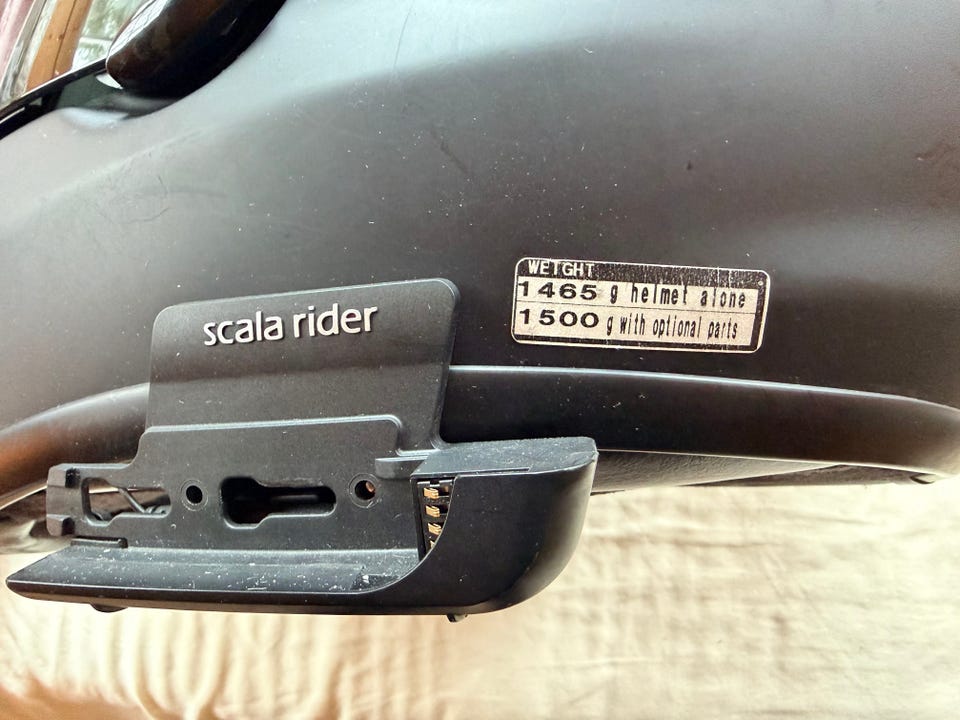 scala rider
WEIGHT
1465 g helmet alone
1500 g with optional parts